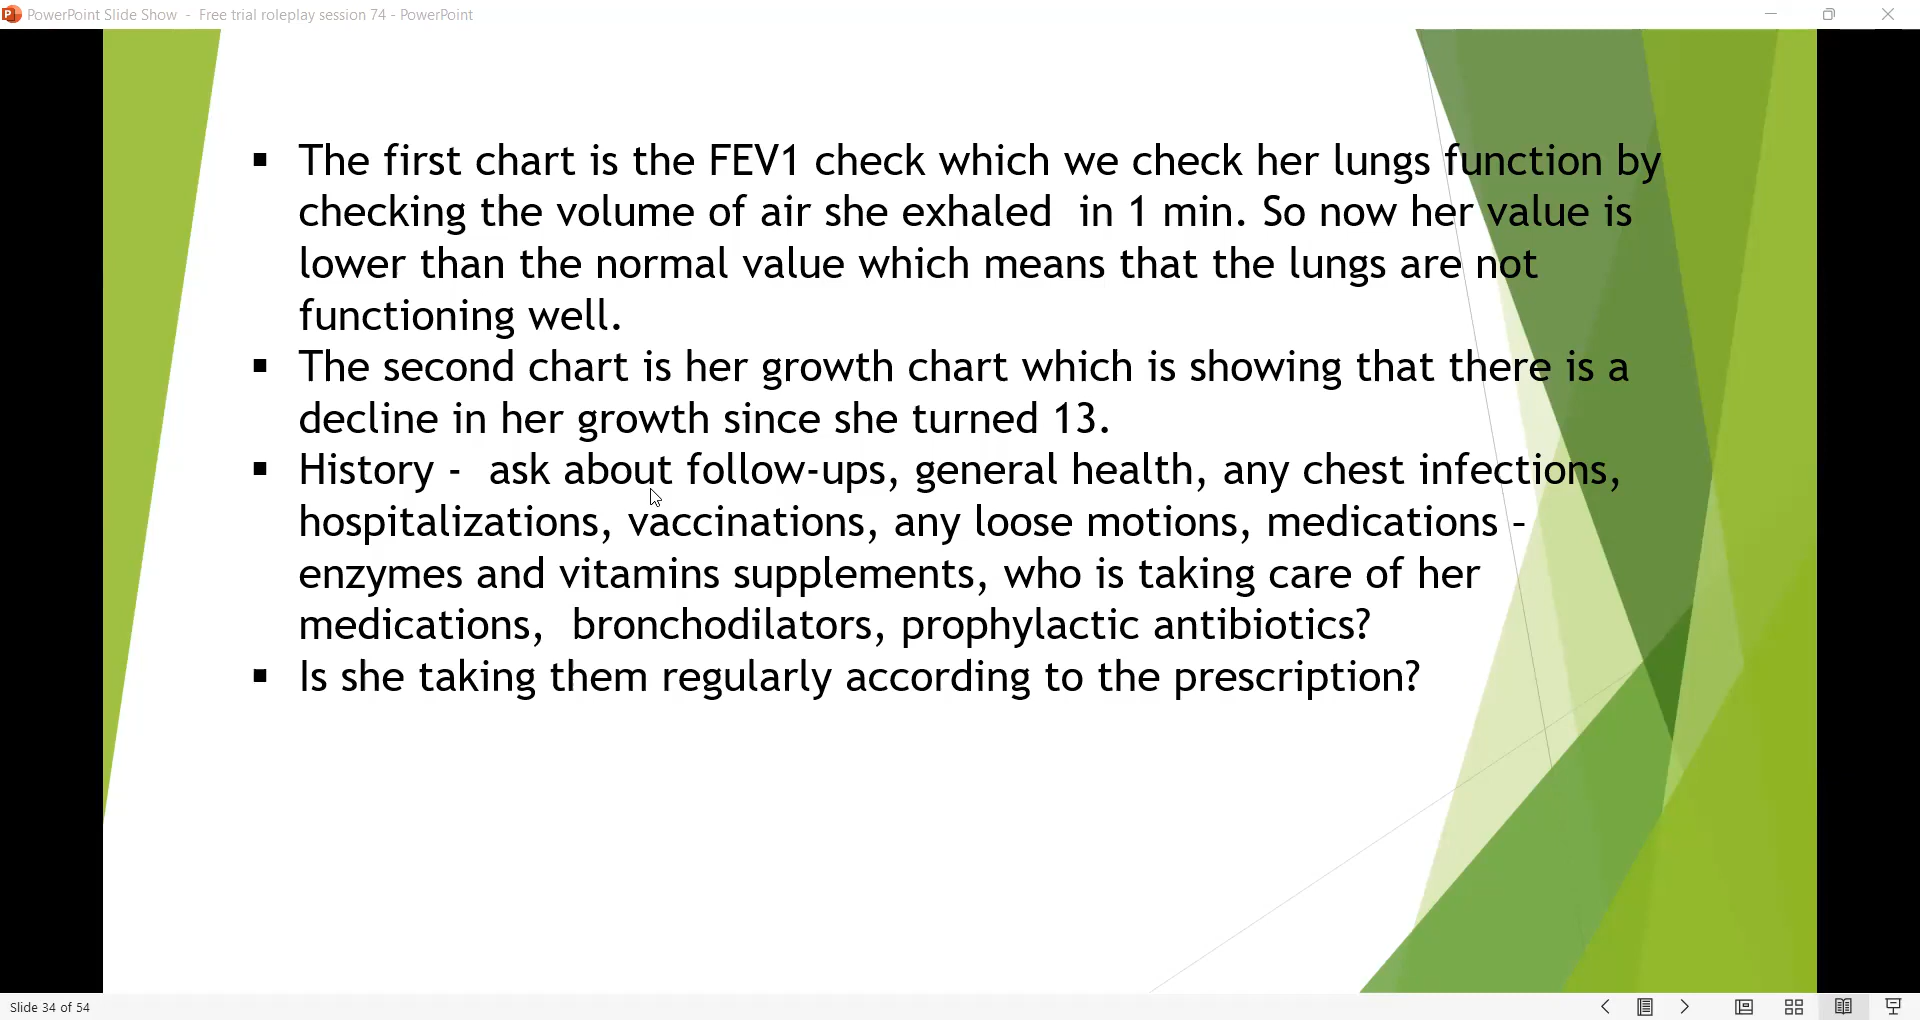 PowerPoint Slide Show - Free trial roleplay session 74 - PowerPoint
▪ The first chart is the FEV1 check which we check her lungs function by
checking the volume of air she exhaled in 1 min. So now her value is
lower than the normal value which means that the lungs are not
functioning well.
▪ The second chart is her growth chart which is showing that there is a
decline in her growth since she turned 13.
▪ History - ask about follow-ups, general health, any chest infections,
hospitalizations, vaccinations, any loose motions, medications –
enzymes and vitamins supplements, who is taking care of her
medications, bronchodilators, prophylactic antibiotics?
▪ Is she taking them regularly according to the prescription?
Slide 34 of 54